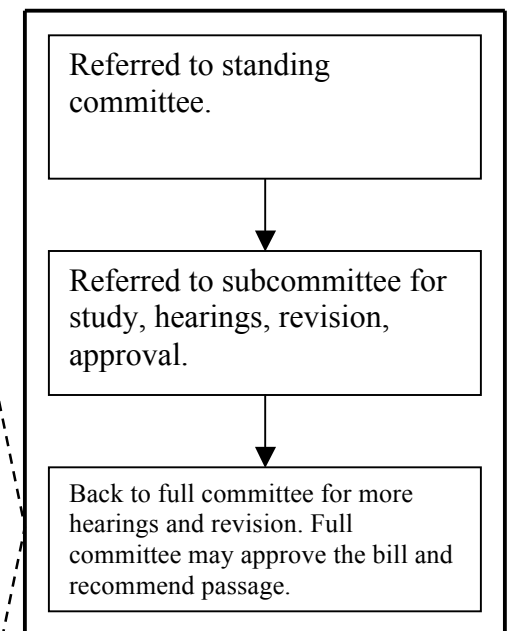 Referred to standing
committee.
Referred to subcommittee for
study, hearings, revision,
approval.
Back to full committee for more
hearings and revision. Full
committee may approve the bill and
recommend passage.